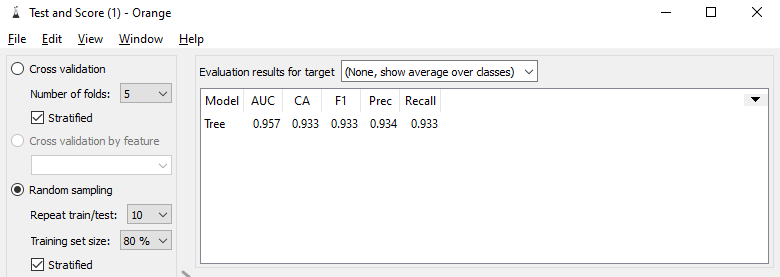 Test and Score (1) - Orange
File Edit View Window Help
Cross validation
Number of folds: 5
Stratified
Cross validation by feature
Random sampling
Repeat train/test: 10
Training set size: 80 %
Stratified
Evaluation results for target (None, show average over classes)
Model AUC CA F1 Prec Recall
Tree 0.957 0.933 0.933 0.934 0.933